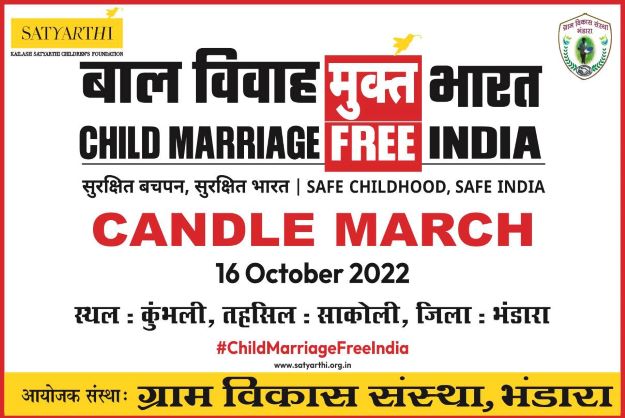 SATYARTHI
KAILASH SATYARTHI CHILDREN'S FOUNDATION
ग्राम विकास संस्था
भंडारा
बाल विवाह मुक्त भारत
CHILD MARRIAGE FREE INDIA
सुरक्षित बचपन, सुरक्षित भारत | SAFE CHILDHOOD, SAFE INDIA
CANDLE MARCH
16 October 2022
स्थल : कुंभली, तहसिल : साकोली, जिला : भंडारा
#ChildMarriageFreeIndia
www.satyarthi.org.in
आयोजक संस्था: ग्राम विकास संस्था, भंडारा